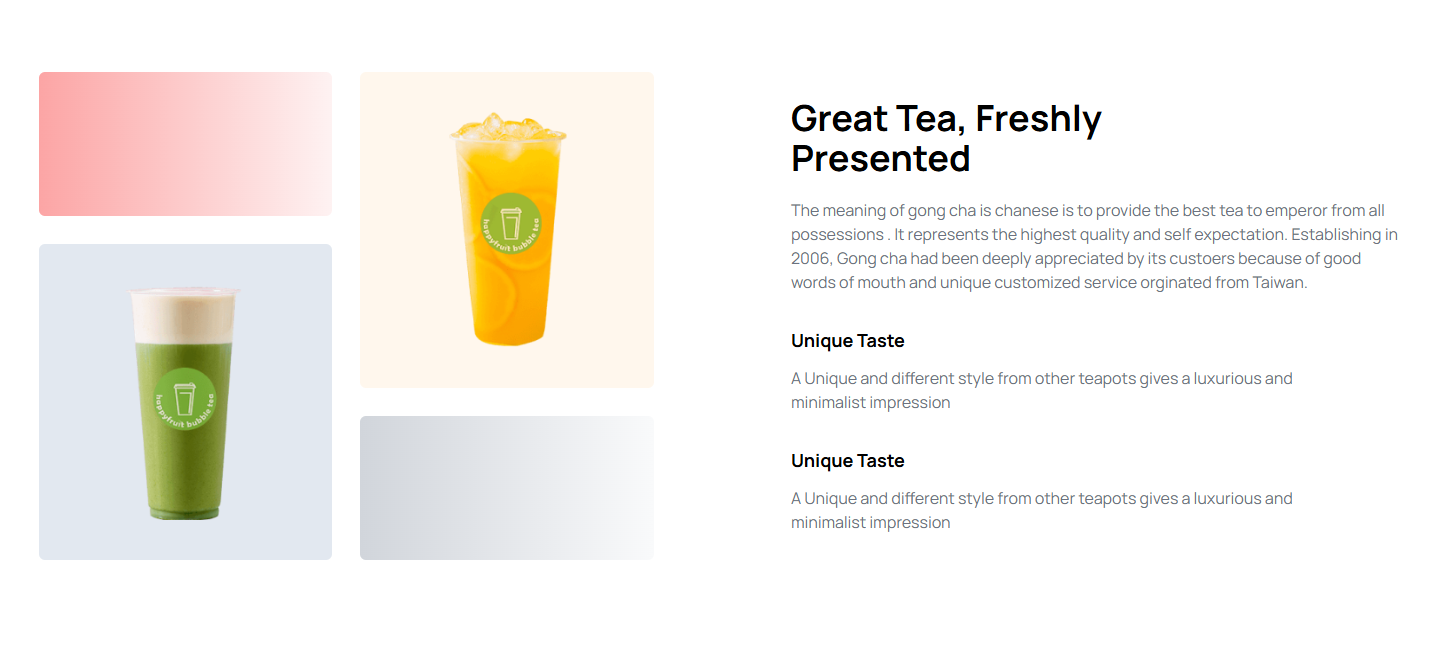 happyfruit bubble tea
happyfruit bubble tea
Great Tea, Freshly
Presented
The meaning of gong cha is chanese is to provide the best tea to emperor from all
possessions . It represents the highest quality and self expectation. Establishing in
2006, Gong cha had been deeply appreciated by its custoers because of good
words of mouth and unique customized service orginated from Taiwan.
Unique Taste
A Unique and different style from other teapots gives a luxurious and
minimalist impression
Unique Taste
A Unique and different style from other teapots gives a luxurious and
minimalist impression